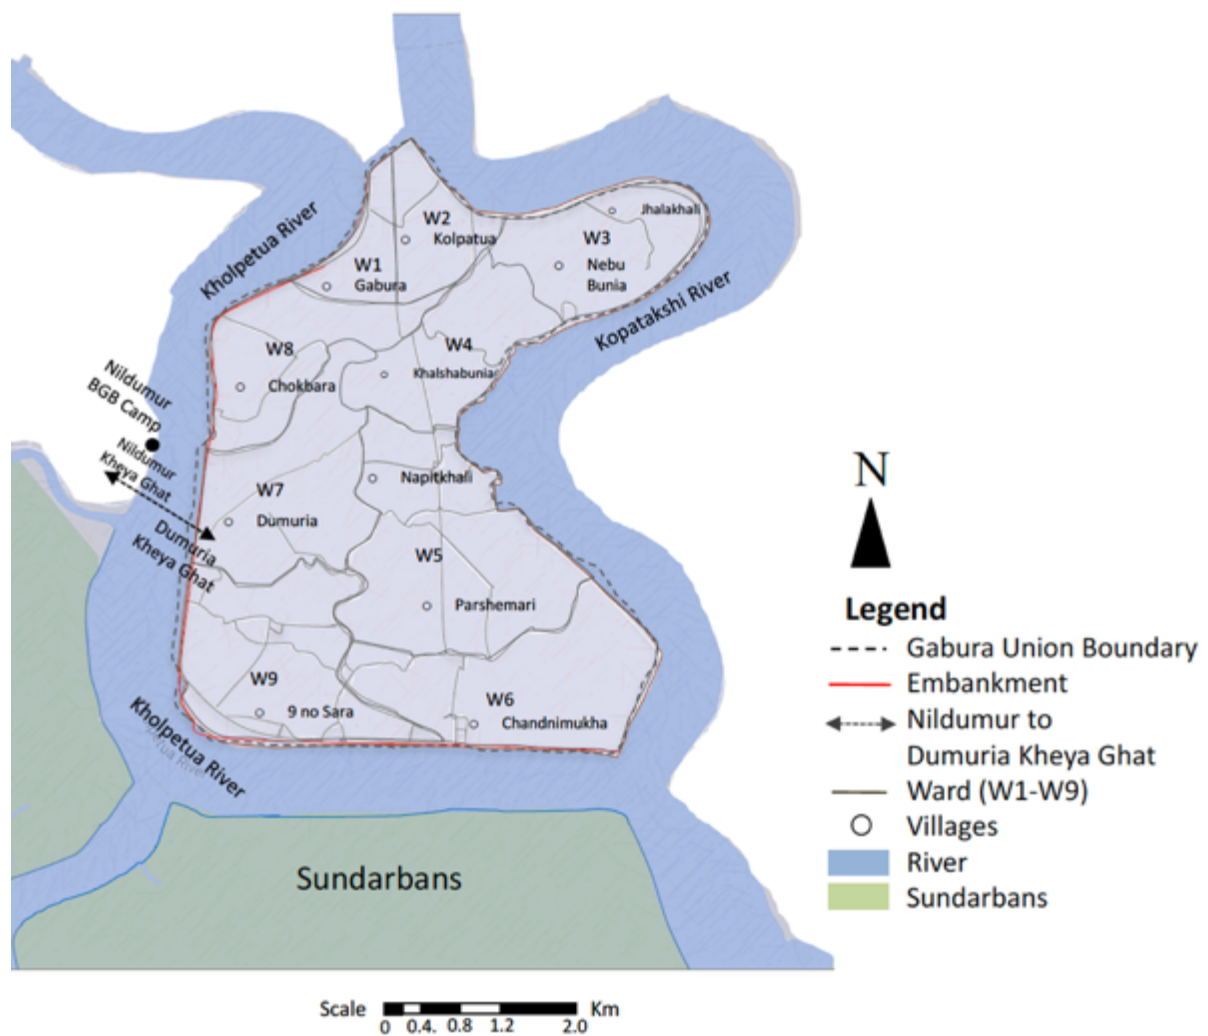 W2
Kolpatua
Jhalakhali
W3
Nebu
Bunia
W1
Gabura
Kholpetua River
Kopatakshi River
W8
Chokbara
W4
Khalshabunia
Nildumur
BGB Camp
Nildumur
Kheya Ghat
Dumuria
Kheya Ghat
W7
Dumuria
Napitkhali
W5
Parshemari
W9
9 no Sara
W6
Chandnimukha
Kholpetua River
Sundarbans
N
Legend
Gabura Union Boundary
Embankment
Nildumur to
Dumuria Kheya Ghat
Ward (W1-W9)
Villages
River
Sundarbans
Scale Km
0 0.4. 0.8 1.2 2.0